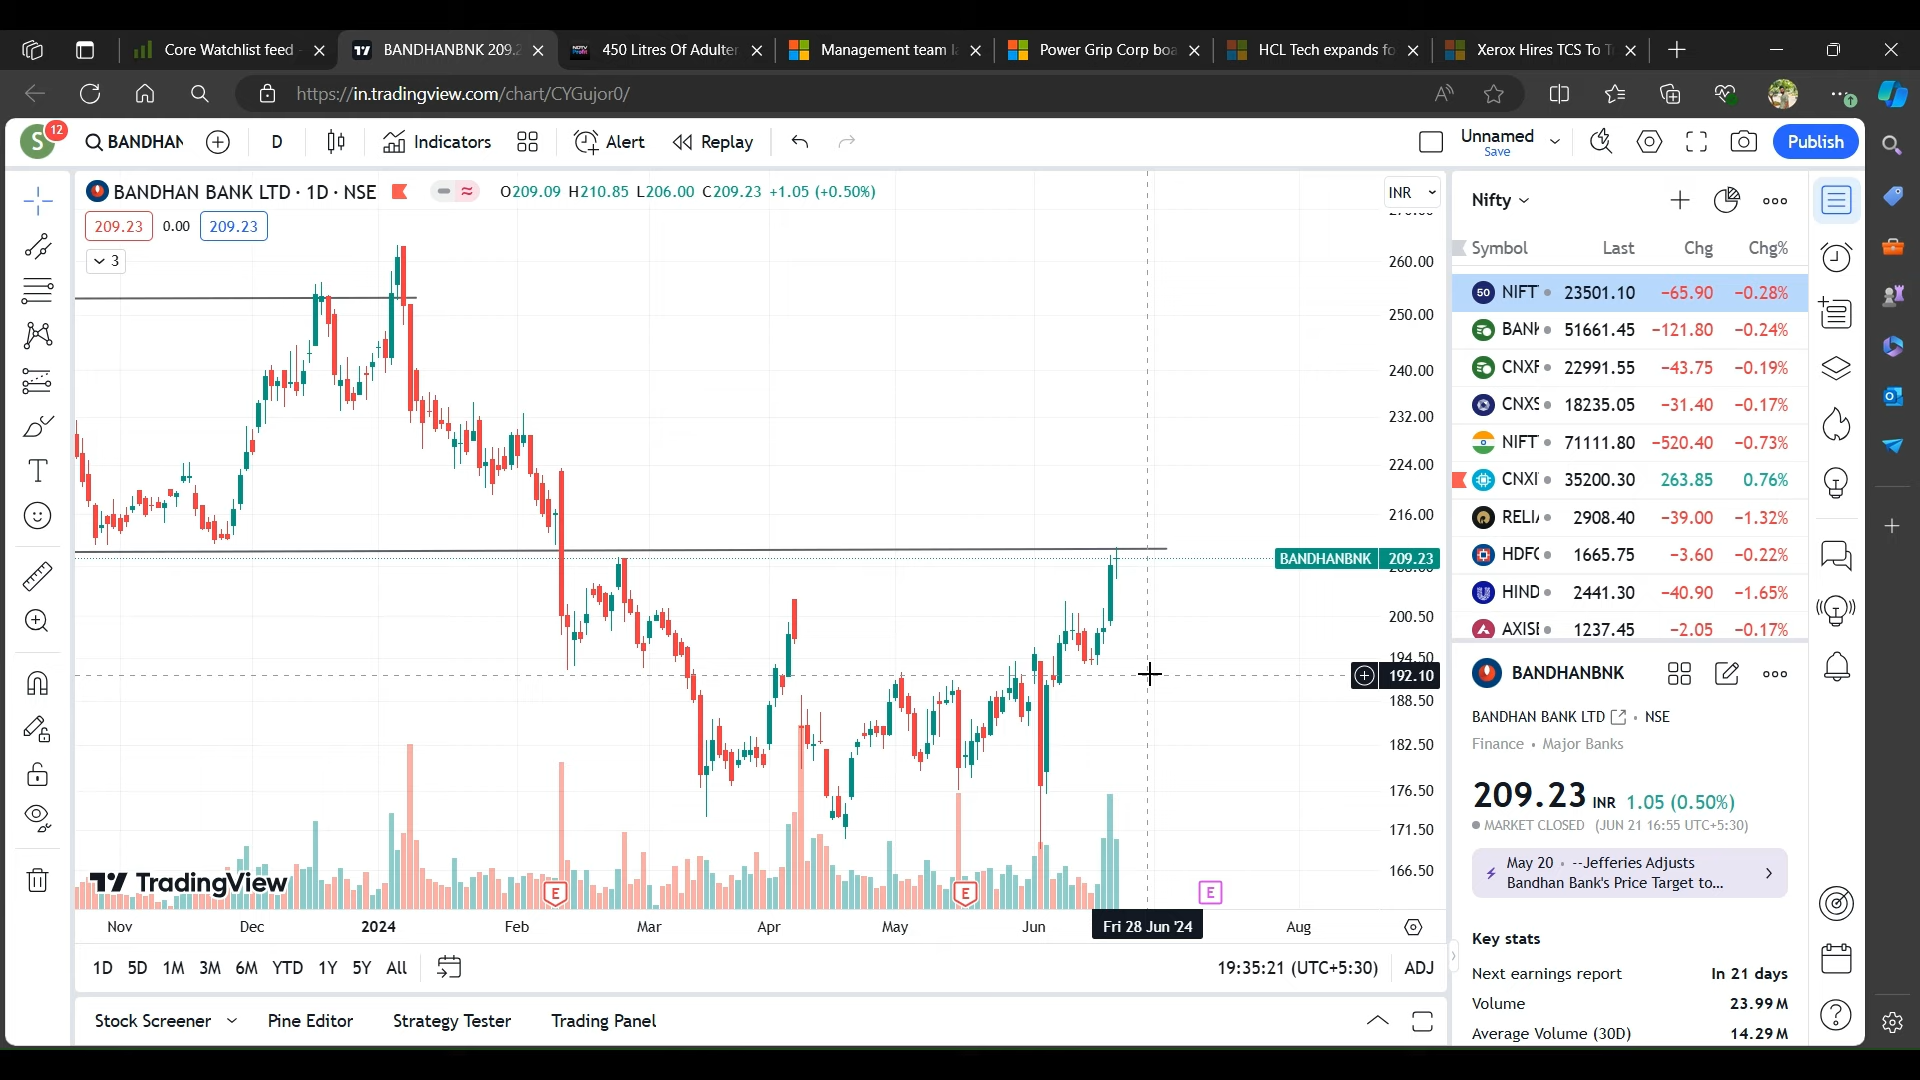 Core Watchlist feed
BANDHANBNK 209.2
450 Litres Of Adulter
Management team
Power Grip Corp boa
HCL Tech expands fo
Xerox Hires TCS To T
https://in.tradingview.com/chart/CYGujor0/
S 12
BANDHAN D Indicators Alert Replay
Unnamed
Save
Publish
BANDHAN BANK LTD · 1D · NSE O209.09 H210.85 L206.00 C209.23 +1.05 (+0.50%)
209.23 0.00 209.23
3
INR
260.00
250.00
240.00
232.00
224.00
216.00
BANDHANBNK 209.23
200.50
194.50
192.10
188.50
182.50
176.50
171.50
166.50
TradingView
E E E
Nov Dec 2024 Feb Mar Apr May Jun Fri 28 Jun '24 Aug
1D 5D 1M 3M 6M YTD 1Y 5Y All
19:35:21 (UTC+5:30) ADJ
Stock Screener Pine Editor Strategy Tester Trading Panel
Nifty
Symbol Last Chg Chg%
50 NIFT 23501.10 −65.90 −0.28%
BANK 51661.45 −121.80 −0.24%
CNXF 22991.55 −43.75 −0.19%
CNXS 18235.05 −31.40 −0.17%
NIFT 71111.80 −520.40 −0.73%
CNXI 35200.30 263.85 0.76%
RELI 2908.40 −39.00 −1.32%
HDFC 1665.75 −3.60 −0.22%
HIND 2441.30 −40.90 −1.65%
AXISE 1237.45 −2.05 −0.17%
BANDHANBNK
BANDHAN BANK LTD • NSE
Finance • Major Banks
209.23 INR 1.05 (0.50%)
MARKET CLOSED (JUN 21 16:55 UTC+5:30)
May 20 · --Jefferies Adjusts
Bandhan Bank's Price Target to...
Key stats
Next earnings report In 21 days
Volume 23.99M
Average Volume (30D) 14.29M